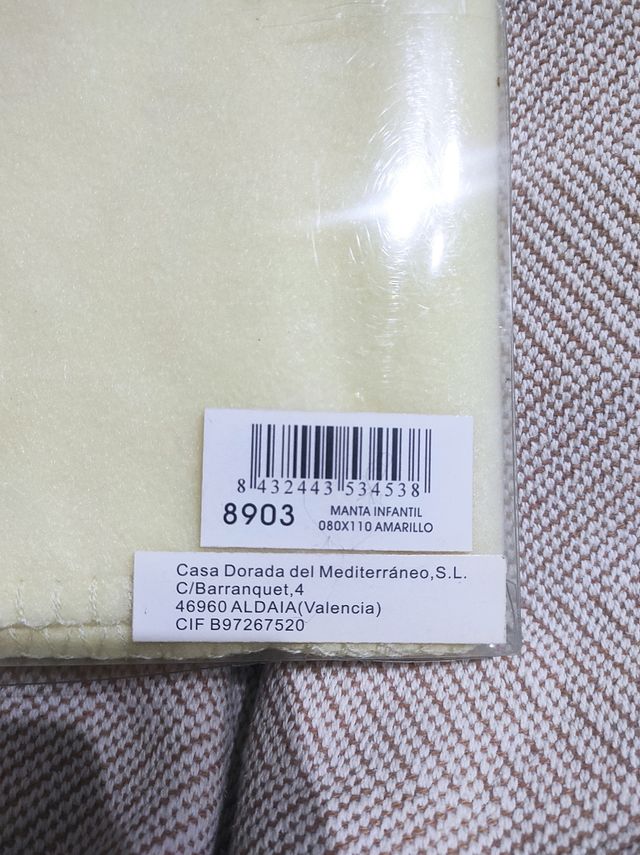 8 432443 534538
8903
MANTA INFANTIL
080X110 AMARILLO
Casa Dorada del Mediterráneo,S.L.
C/Barranquet,4
46960 ALDAIA(Valencia)
CIF B97267520